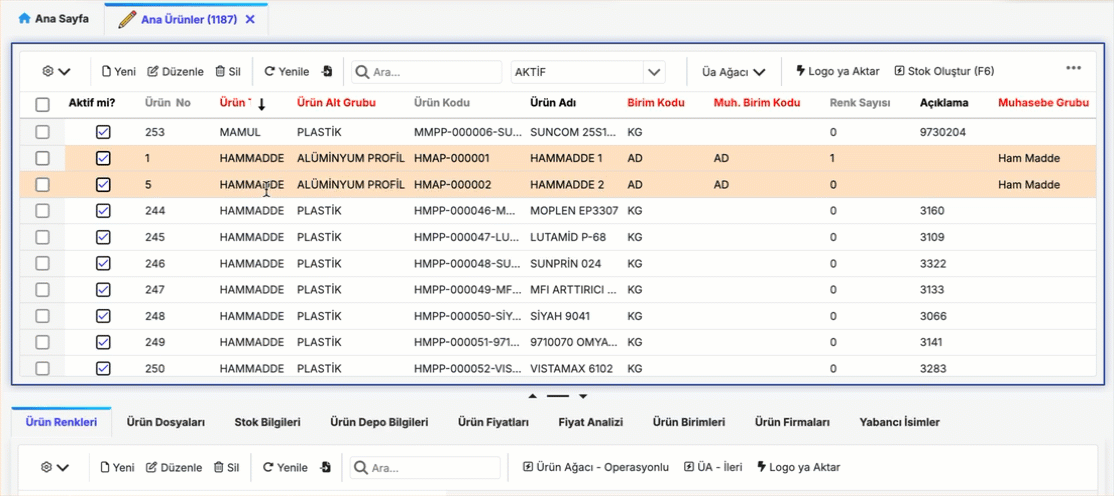 Ana Sayfa Ana Ürünler (1187)
Yeni Düzenle Sil Yenile Ara... AKTİF Üa Ağacı Logo ya Aktar Stok Oluştur (F6)
Aktif mi? Ürün No Ürün Ürün Alt Grubu Ürün Kodu Ürün Adı Birim Kodu Muh. Birim Kodu Renk Sayısı Açıklama Muhasebe Grubu
253 MAMUL PLASTİK MMPP-000006-SU... SUNCOM 25S1... KG 0 9730204
1 HAMMADDE ALÜMİNYUM PROFİL HMAP-000001 HAMMADDE 1 AD AD 1 Ham Madde
5 HAMMADDE ALÜMİNYUM PROFİL HMAP-000002 HAMMADDE 2 AD AD 0 Ham Madde
244 HAMMADDE PLASTİK HMPP-000046-M... MOPLEN EP3307 KG 0 3160
245 HAMMADDE PLASTİK HMPP-000047-LU... LUTAMİD P-68 KG 0 3109
246 HAMMADDE PLASTİK HMPP-000048-SU... SUNPRİN 024 KG 0 3322
247 HAMMADDE PLASTİK HMPP-000049-MF... MFI ARTTIRICI ... KG 0 3133
248 HAMMADDE PLASTİK HMPP-000050-SİY... SİYAH 9041 KG 0 3066
249 HAMMADDE PLASTİK HMPP-000051-971... 9710070 OMYA... KG 0 3141
250 HAMMADDE PLASTİK HMPP-000052-VIS... VISTAMAX 6102 KG 0 3283
Ürün Renkleri Ürün Dosyaları Stok Bilgileri Ürün Depo Bilgileri Ürün Fiyatları Fiyat Analizi Ürün Birimleri Ürün Firmaları Yabancı İsimler
Yeni Düzenle Sil Yenile Ara... Ürün Ağacı - Operasyonlu ÜA - İleri Logo ya Aktar